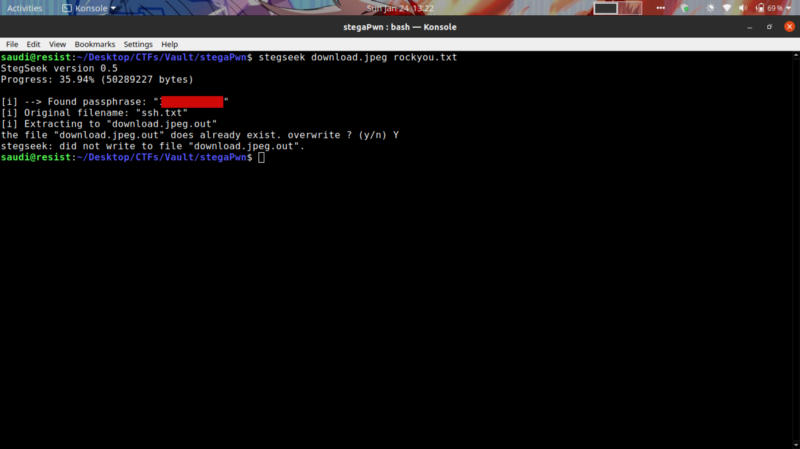 Activities Konsole Sun Jan 24 13:22 69 %
stegaPwn : bash — Konsole
File Edit View Bookmarks Settings Help
saudi@resist:~/Desktop/CTFs/Vault/stegaPwn$ stegseek download.jpeg rockyou.txt
StegSeek version 0.5
Progress: 35.94% (50289227 bytes)
[i] --> Found passphrase: ""
[i] Original filename: "ssh.txt"
[i] Extracting to "download.jpeg.out"
the file "download.jpeg.out" does already exist. overwrite ? (y/n) Y
stegseek: did not write to file "download.jpeg.out".
saudi@resist:~/Desktop/CTFs/Vault/stegaPwn$